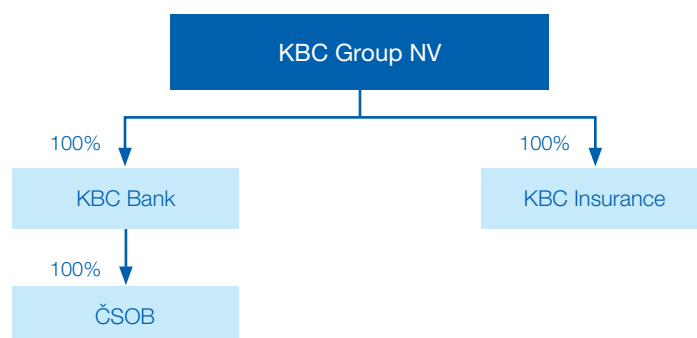 KBC Group NV
100%
100%
KBC Bank
KBC Insurance
100%
ČSOB